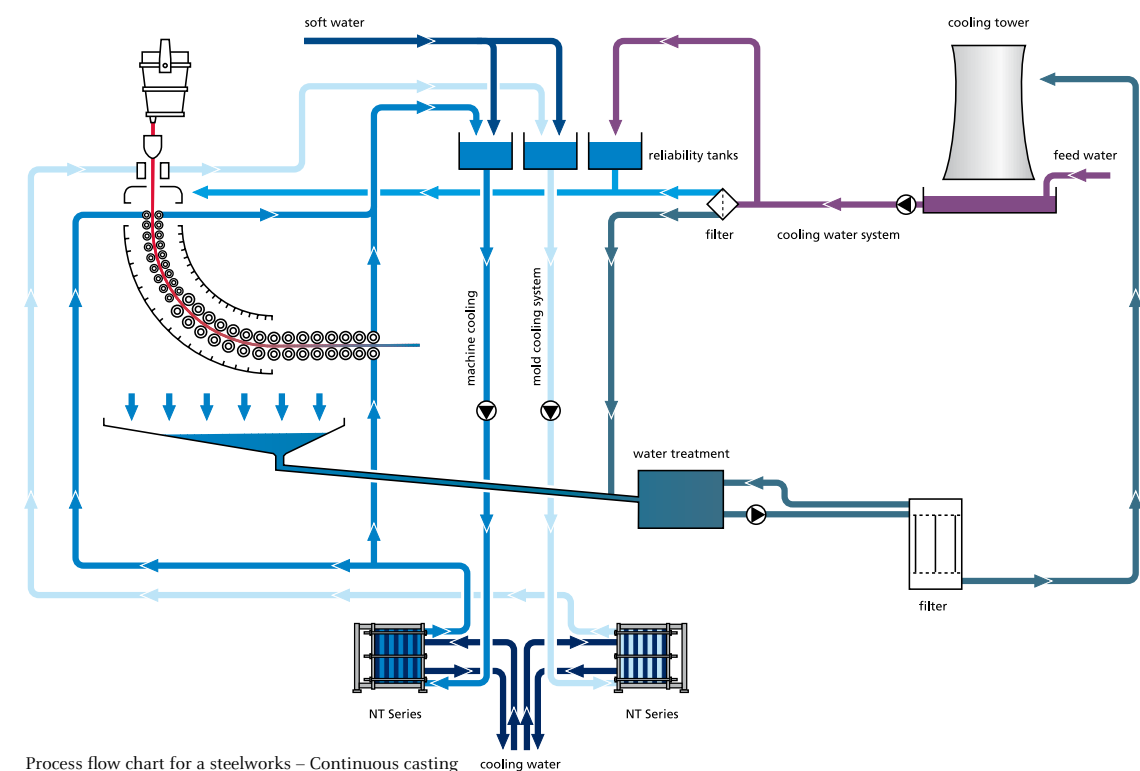 soft water
cooling tower
reliability tanks
feed water
filter
cooling water system
machine cooling
mold cooling system
water treatment
filter
NT Series
NT Series
cooling water
Process flow chart for a steelworks – Continuous casting